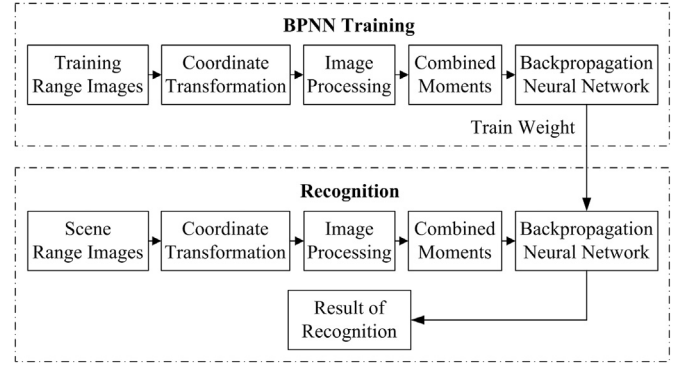 BPNN Training
Training
Range Images
Coordinate
Transformation
Image
Processing
Combined
Moments
Backpropagation
Neural Network
Train Weight
Recognition
Scene
Range Images
Coordinate
Transformation
Image
Processing
Combined
Moments
Backpropagation
Neural Network
Result of
Recognition